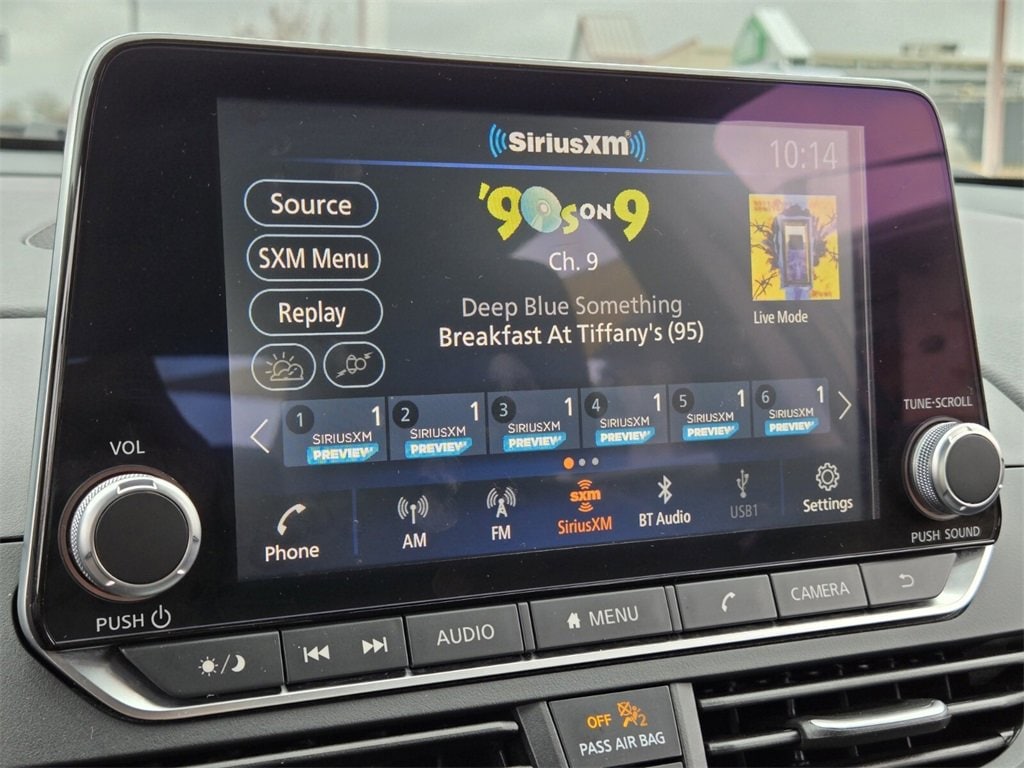 SiriusXM
10:14
Source
'90s ON 9
SXM Menu
Ch. 9
Replay
Deep Blue Something
Breakfast At Tiffany's (95)
Live Mode
1 1 SIRIUSXM PREVIEW
2 1 SIRIUSXM PREVIEW
3 1 SIRIUSXM PREVIEW
4 1 SIRIUSXM PREVIEW
5 1 SIRIUSXM PREVIEW
6 1 SIRIUSXM PREVIEW
VOL
TUNE•SCROLL
Phone
AM
FM
sxm
SiriusXM
BT Audio
USB1
Settings
PUSH
PUSH SOUND
AUDIO
MENU
CAMERA
OFF 2
PASS AIR BAG